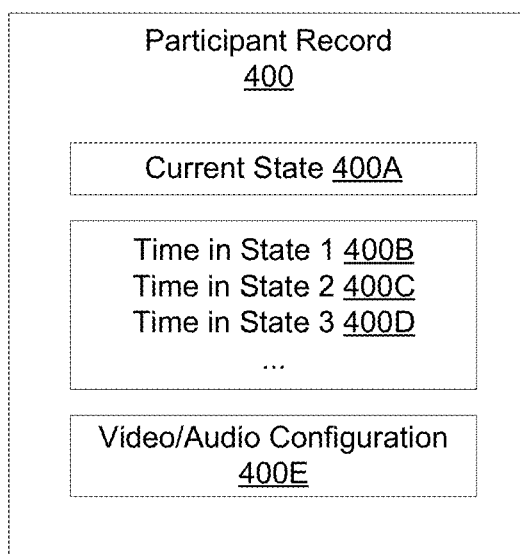 Participant Record
400
Current State 400A
Time in State 1 400B
Time in State 2 400C
Time in State 3 400D
...
Video/Audio Configuration
400E